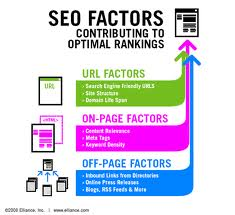 SEO FACTORS
CONTRIBUTING TO
OPTIMAL RANKINGS
URL FACTORS
URL
• Search Engine Friendly URLS
• Site Structure
• Domain Life Span
ON-PAGE FACTORS
• Content Relevance
• Meta Tags
• Keyword Density
OFF-PAGE FACTORS
• Inbound Links from Directories
• Online Press Releases
• Blogs, RSS Feeds & More
©2008 Elliance, Inc. | www.elliance.com